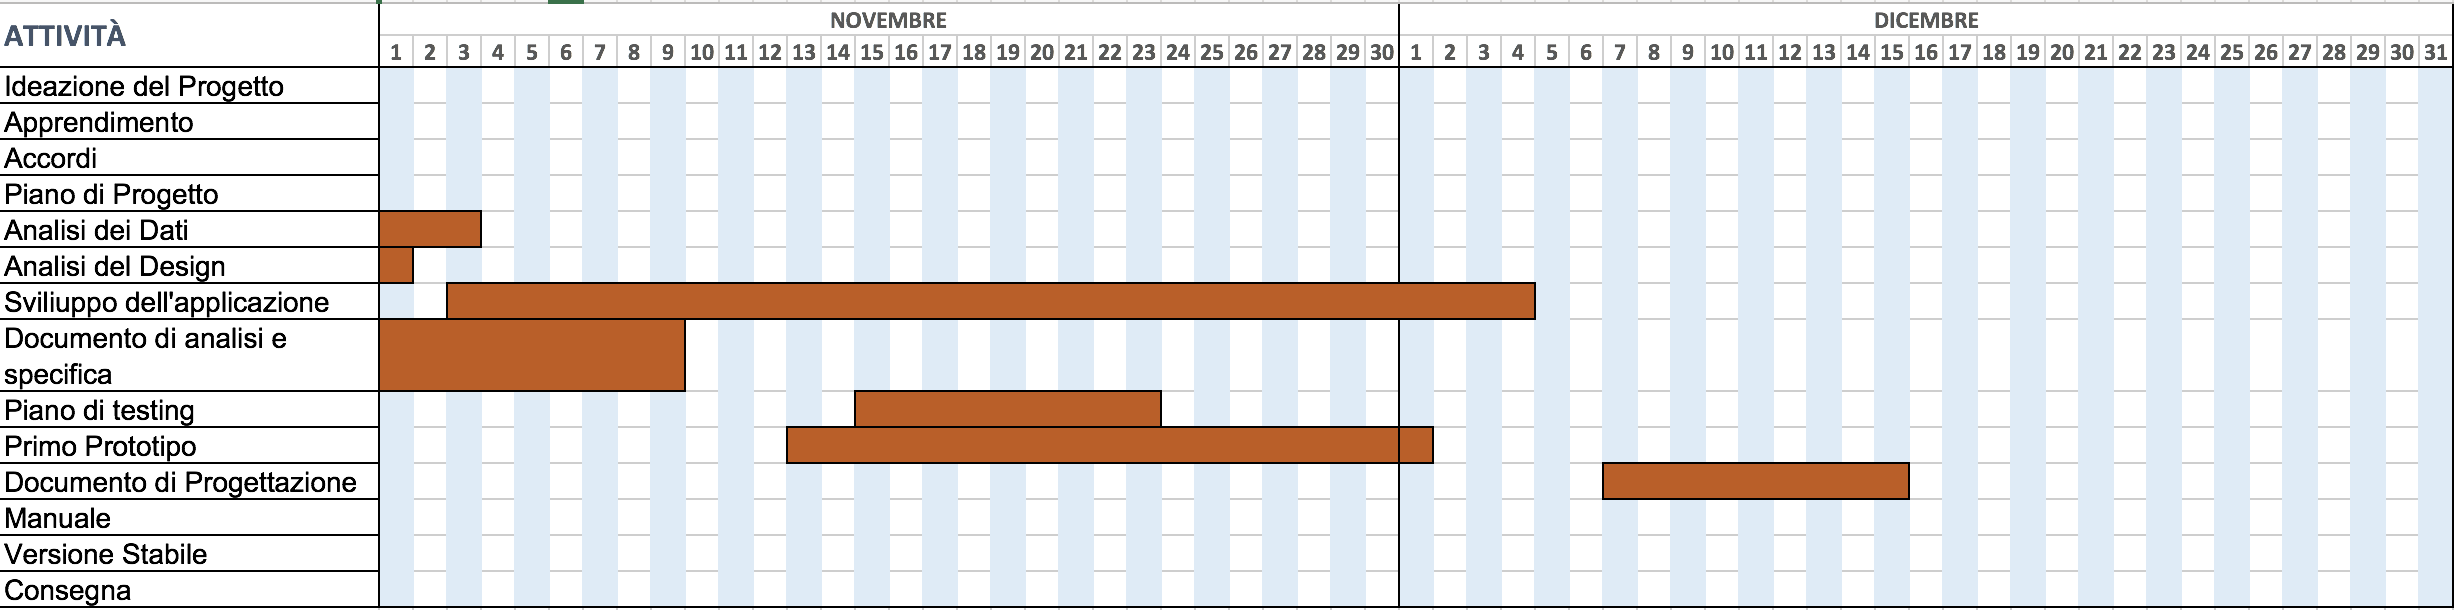 ATTIVITÀ
NOVEMBRE DICEMBRE
1 2 3 4 5 6 7 8 9 10 11 12 13 14 15 16 17 18 19 20 21 22 23 24 25 26 27 28 29 30 1 2 3 4 5 6 7 8 9 10 11 12 13 14 15 16 17 18 19 20 21 22 23 24 25 26 27 28 29 30 31
Ideazione del Progetto
Apprendimento
Accordi
Piano di Progetto
Analisi dei Dati
Analisi del Design
Sviliuppo dell'applicazione
Documento di analisi e
specifica
Piano di testing
Primo Prototipo
Documento di Progettazione
Manuale
Versione Stabile
Consegna